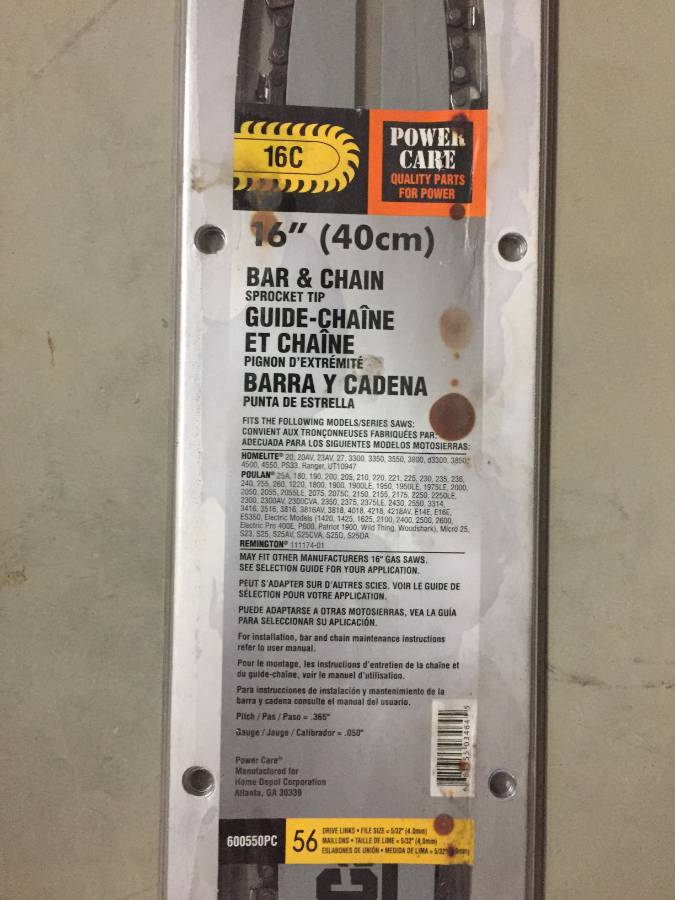 16C
POWER
CARE
QUALITY PARTS
FOR POWER
16" (40cm)
BAR & CHAIN
SPROCKET TIP
GUIDE-CHAÎNE
ET CHAÎNE
PIGNON D'EXTRÉMITÉ
BARRA Y CADENA
PUNTA DE ESTRELLA
FITS THE FOLLOWING MODELS/SERIES SAWS:
CONVIENT AUX TRONÇONNEUSES FABRIQUÉES PAR:
ADECUADA PARA LOS SIGUIENTES MODELOS MOTOSIERRAS:
HOMELITE® 20, 20AV, 23AV, 27, 3300, 3350, 3550, 3800, d3300, 3850,
4500, 4550, PS33, Ranger, UT10947
POULAN® 25A, 180, 190, 200, 205, 210, 220, 221, 225, 230, 235, 236,
240, 255, 260, 1220, 1800, 1900, 1900LE, 1950, 1950LE, 1975LE, 2000,
2050, 2055, 2055LE, 2075, 2075C, 2150, 2155, 2175, 2250, 2250LE,
2300, 2300AV, 2300CVA, 2350, 2375, 2375LE, 2430, 2550, 3314,
3416, 3516, 3816, 3816AV, 3818, 4018, 4218, 4218AV, E14E, E16E,
ES350, Electric Models (1420, 1425, 1625, 2100, 2400, 2500, 2600,
Electric Pro 400E, P600, Patriot 1900, Wild Thing, Woodshark), Micro 25,
S23, S25, S25AV, S25CVA, S25D, S25DA
REMINGTON® 111174-01
MAY FIT OTHER MANUFACTURERS 16" GAS SAWS.
SEE SELECTION GUIDE FOR YOUR APPLICATION.
PEUT S'ADAPTER SUR D'AUTRES SCIES. VOIR LE GUIDE DE
SÉLECTION POUR VOTRE APPLICATION.
PUEDE ADAPTARSE A OTRAS MOTOSIERRAS, VEA LA GUÍA
PARA SELECCIONAR SU APLICACIÓN.
For installation, bar and chain maintenance instructions
refer to user manual.
Pour le montage, les instructions d'entretien de la chaîne et
du guide-chaîne, voir le manuel d'utilisation.
Para instrucciones de instalación y mantenimiento de la
barra y cadena consulte el manual del usuario.
Pitch / Pas / Paso = .365"
Gauge / Jauge / Calibrador = .050"
Power Care®
Manufactured for
Home Depot Corporation
Atlanta, GA 30339
600550PC
56
DRIVE LINKS • FILE SIZE = 5/32" (4.0mm)
MAILLONS • TAILLE DE LIME = 5/32" (4,0mm)
ESLABONES DE UNIÓN • MEDIDA DE LIMA = 5/32"